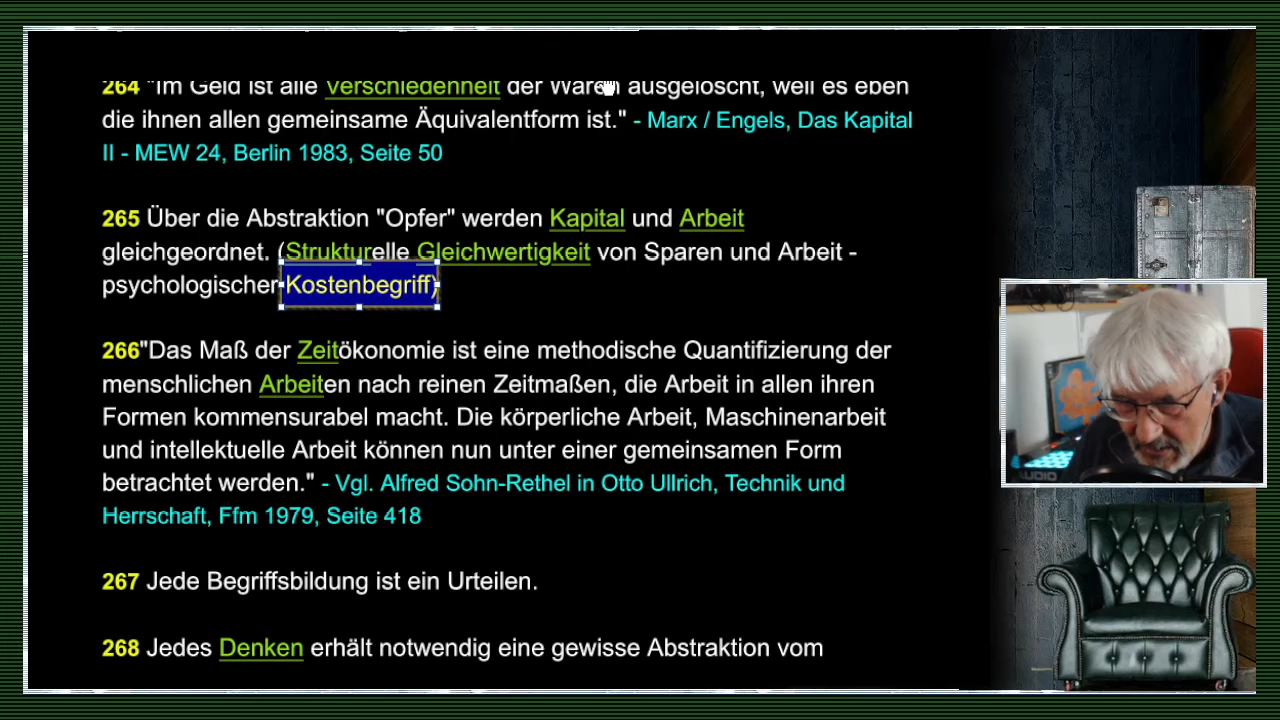 264 "Im Geld ist alle Verschiedenheit der Waren ausgelöscht, weil es eben
die ihnen allen gemeinsame Äquivalentform ist." - Marx / Engels, Das Kapital
II - MEW 24, Berlin 1983, Seite 50
265 Über die Abstraktion "Opfer" werden Kapital und Arbeit
gleichgeordnet. (Strukturelle Gleichwertigkeit von Sparen und Arbeit -
psychologischer Kostenbegriff)
266"Das Maß der Zeitökonomie ist eine methodische Quantifizierung der
menschlichen Arbeiten nach reinen Zeitmaßen, die Arbeit in allen ihren
Formen kommensurabel macht. Die körperliche Arbeit, Maschinenarbeit
und intellektuelle Arbeit können nun unter einer gemeinsamen Form
betrachtet werden." - Vgl. Alfred Sohn-Rethel in Otto Ullrich, Technik und
Herrschaft, Ffm 1979, Seite 418
267 Jede Begriffsbildung ist ein Urteilen.
268 Jedes Denken erhält notwendig eine gewisse Abstraktion vom
AUDIO